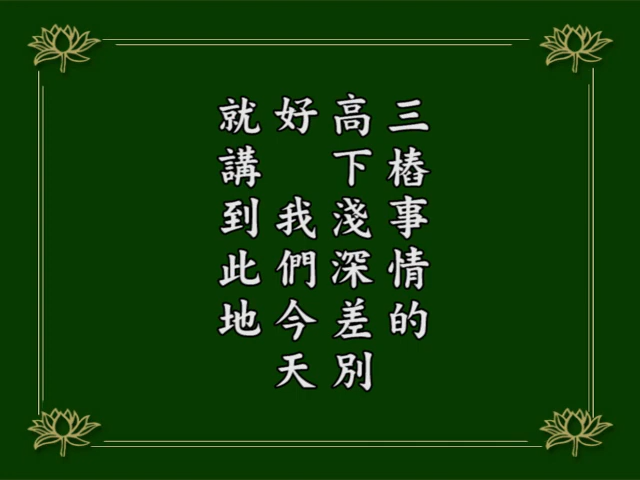 三樁事情的
高下淺深差別
好　我們今天
就講到此地